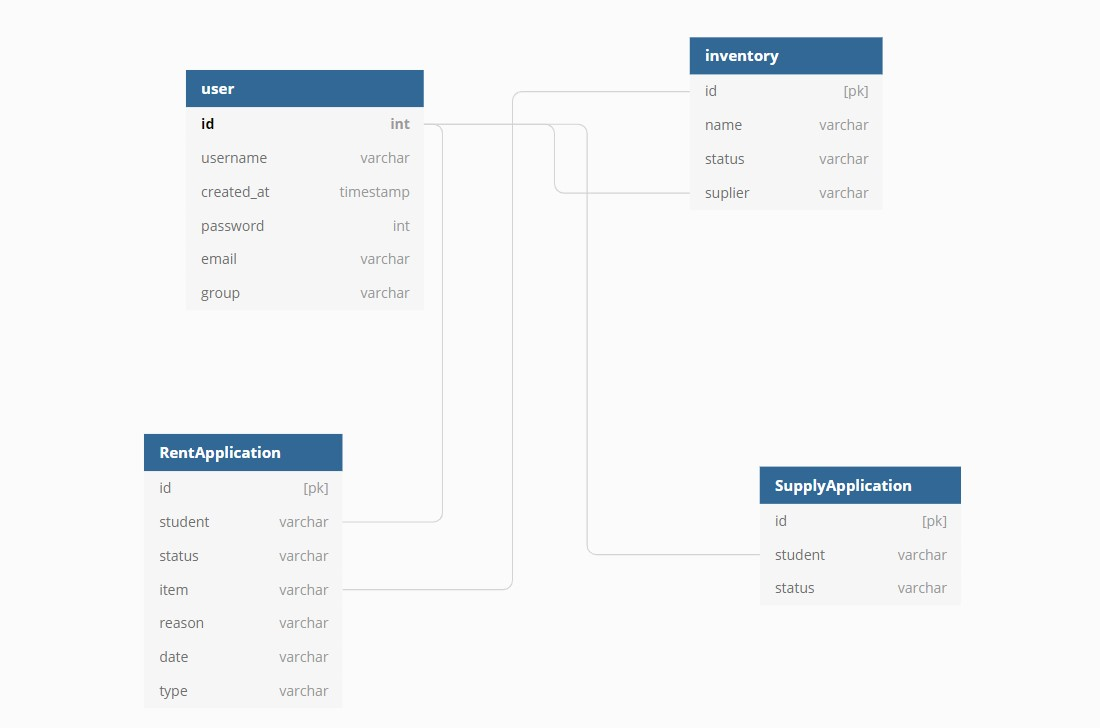 user
id int
username varchar
created_at timestamp
password int
email varchar
group varchar
inventory
id [pk]
name varchar
status varchar
suplier varchar
RentApplication
id [pk]
student varchar
status varchar
item varchar
reason varchar
date varchar
type varchar
SupplyApplication
id [pk]
student varchar
status varchar